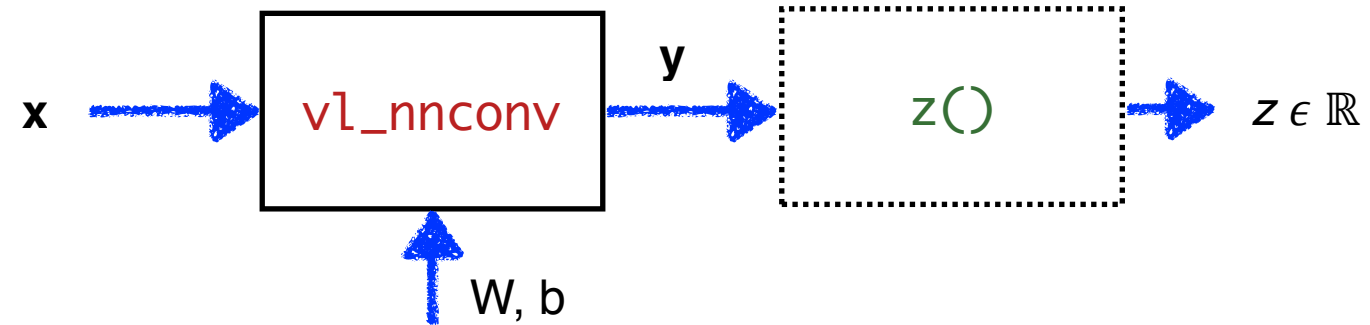 y
x
vl_nnconv
z()
z ϵ ℝ
W, b